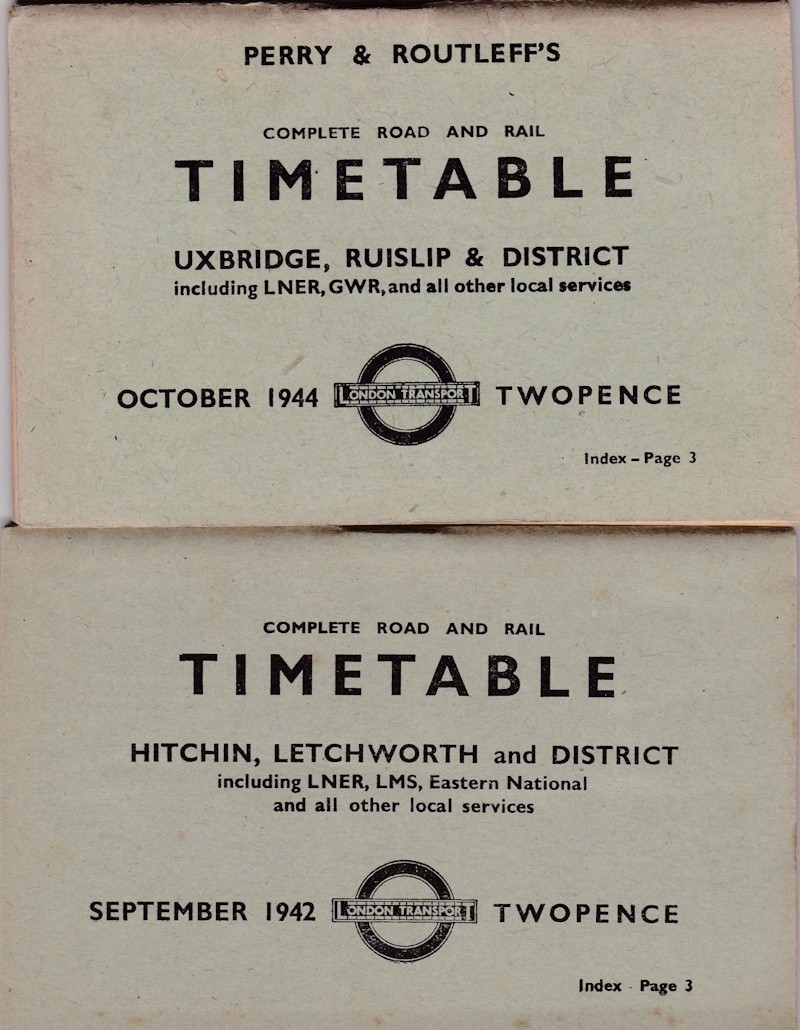 PERRY & ROUTLEFF'S
COMPLETE ROAD AND RAIL
TIMETABLE
UXBRIDGE, RUISLIP & DISTRICT
including LNER, GWR, and all other local services
OCTOBER 1944 LONDON TRANSPORT TWOPENCE
Index – Page 3
COMPLETE ROAD AND RAIL
TIMETABLE
HITCHIN, LETCHWORTH and DISTRICT
including LNER, LMS, Eastern National
and all other local services
SEPTEMBER 1942 LONDON TRANSPORT TWOPENCE
Index - Page 3